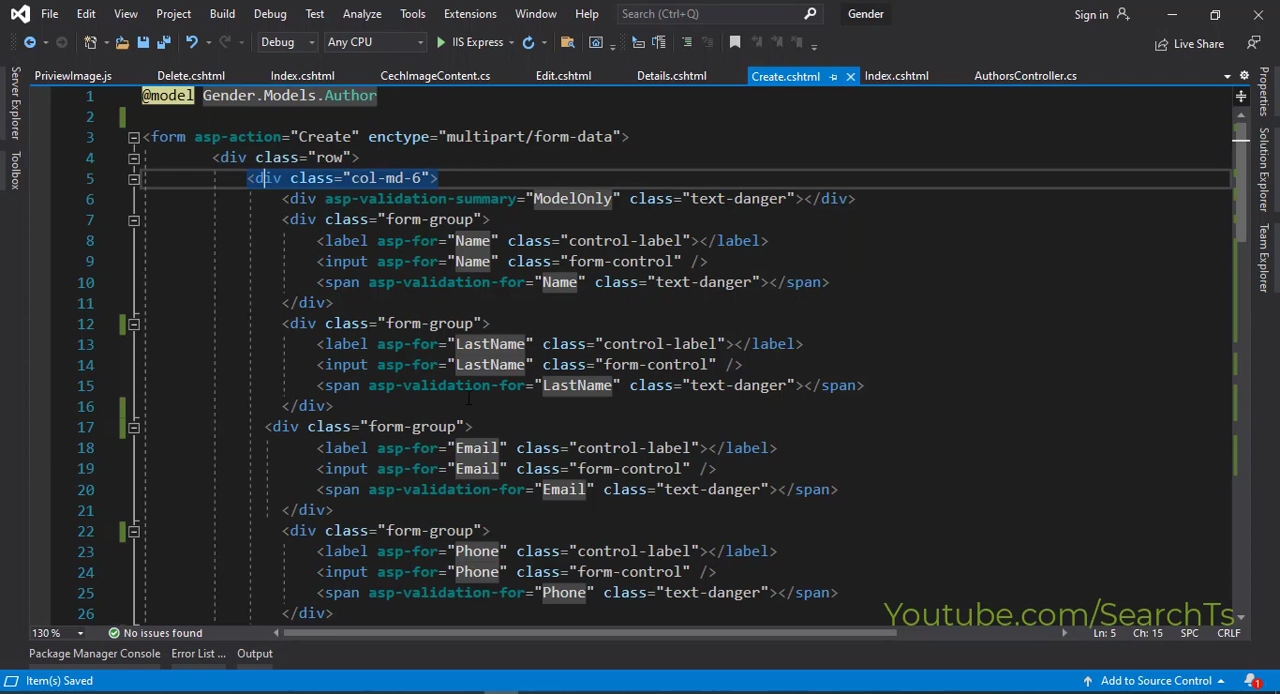 File Edit View Project Build Debug Test Analyze Tools Extensions Window Help Search (Ctrl+Q) Gender Sign in
Debug Any CPU IIS Express Live Share
PriviewImage.js Delete.cshtml Index.cshtml CechImageContent.cs Edit.cshtml Details.cshtml Create.cshtml Index.cshtml AuthorsController.cs
Server Explorer
Toolbox
Properties
Solution Explorer
Team Explorer
1 @model Gender.Models.Author
2
3 <form asp-action="Create" enctype="multipart/form-data">
4 <div class="row">
5 <div class="col-md-6">
6 <div asp-validation-summary="ModelOnly" class="text-danger"></div>
7 <div class="form-group">
8 <label asp-for="Name" class="control-label"></label>
9 <input asp-for="Name" class="form-control" />
10 <span asp-validation-for="Name" class="text-danger"></span>
11 </div>
12 <div class="form-group">
13 <label asp-for="LastName" class="control-label"></label>
14 <input asp-for="LastName" class="form-control" />
15 <span asp-validation-for="LastName" class="text-danger"></span>
16 </div>
17 <div class="form-group">
18 <label asp-for="Email" class="control-label"></label>
19 <input asp-for="Email" class="form-control" />
20 <span asp-validation-for="Email" class="text-danger"></span>
21 </div>
22 <div class="form-group">
23 <label asp-for="Phone" class="control-label"></label>
24 <input asp-for="Phone" class="form-control" />
25 <span asp-validation-for="Phone" class="text-danger"></span>
26 </div>
Youtube.com/SearchTs
130 % No issues found Ln: 5 Ch: 15 SPC CRLF
Package Manager Console Error List ... Output
Item(s) Saved Add to Source Control 1